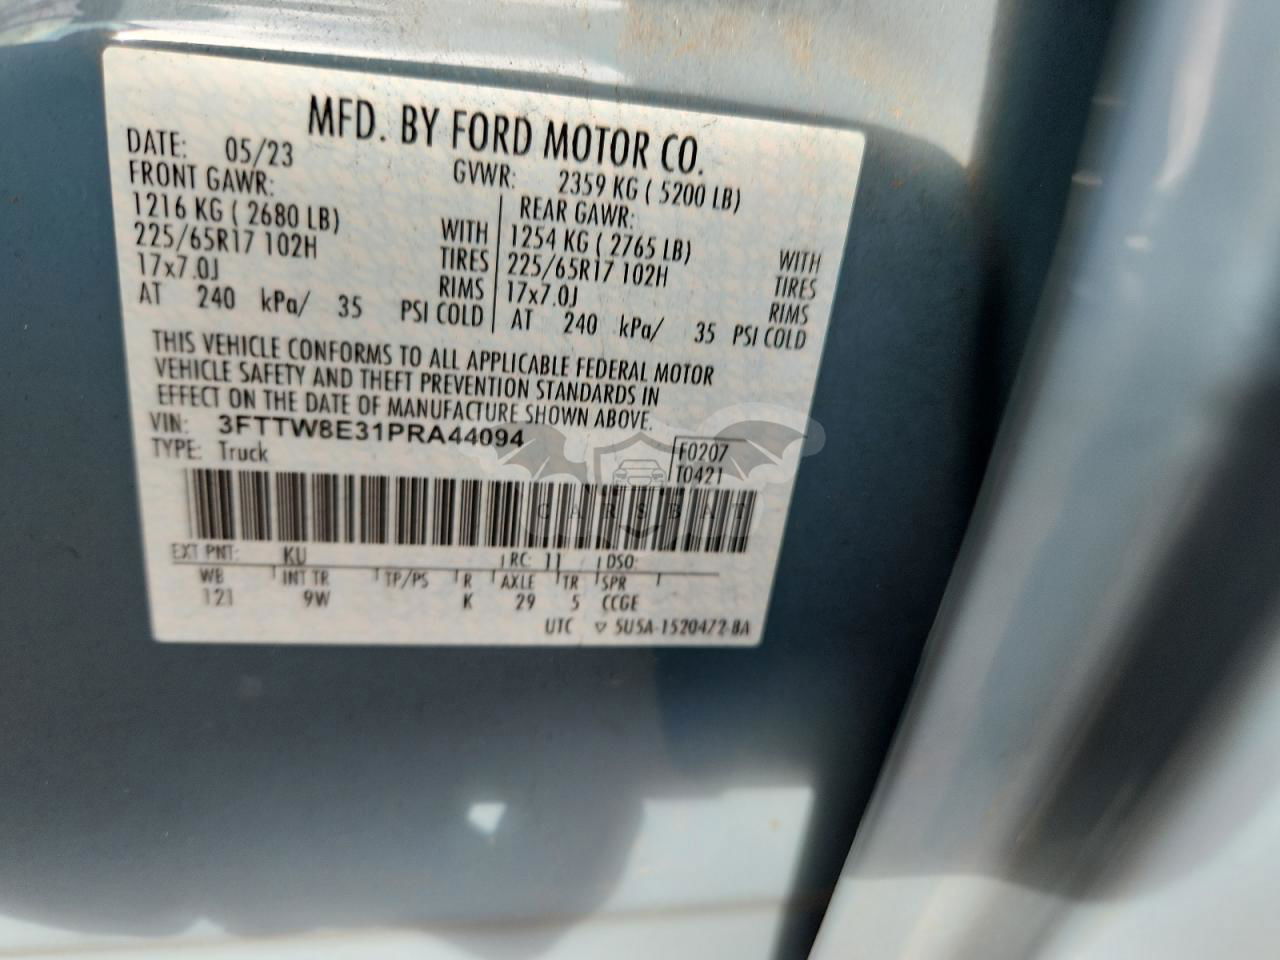 MFD. BY FORD MOTOR CO.
DATE: 05/23 GVWR: 2359 KG ( 5200 LB)
FRONT GAWR: REAR GAWR:
1216 KG ( 2680 LB) WITH 1254 KG ( 2765 LB) WITH
225/65R17 102H TIRES 225/65R17 102H TIRES
17x7.0J RIMS 17x7.0J RIMS
AT 240 kPa/ 35 PSI COLD AT 240 kPa/ 35 PSI COLD
THIS VEHICLE CONFORMS TO ALL APPLICABLE FEDERAL MOTOR
VEHICLE SAFETY AND THEFT PREVENTION STANDARDS IN
EFFECT ON THE DATE OF MANUFACTURE SHOWN ABOVE.
VIN: 3FTTW8E31PRA44094
TYPE: Truck F0207
T0421
CARSBAT
EXT PNT: KU RC: 11 DSO:
WB INT TR TP/PS R AXLE TR SPR
121 9W K 29 5 CCGE
UTC ▽ 5U5A-1520472-BA